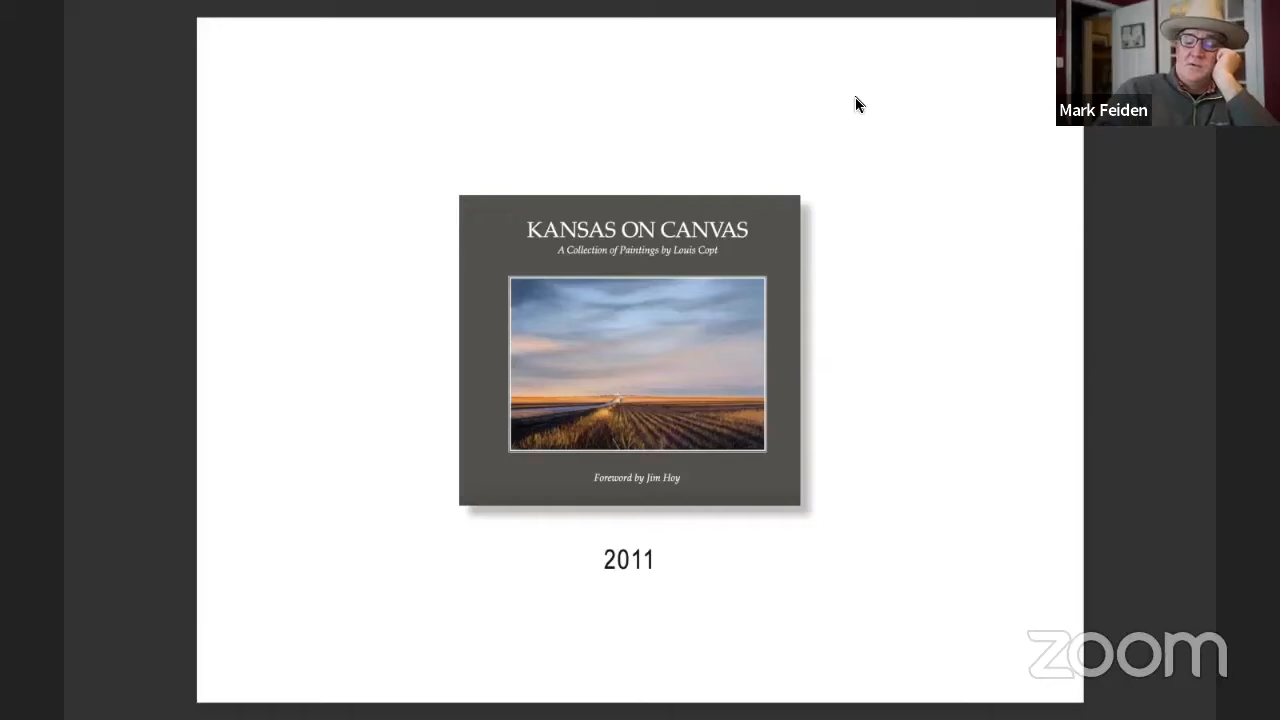 Mark Feiden
KANSAS ON CANVAS
A Collection of Paintings by Louis Copt
Foreword by Jim Hoy
2011
zoom